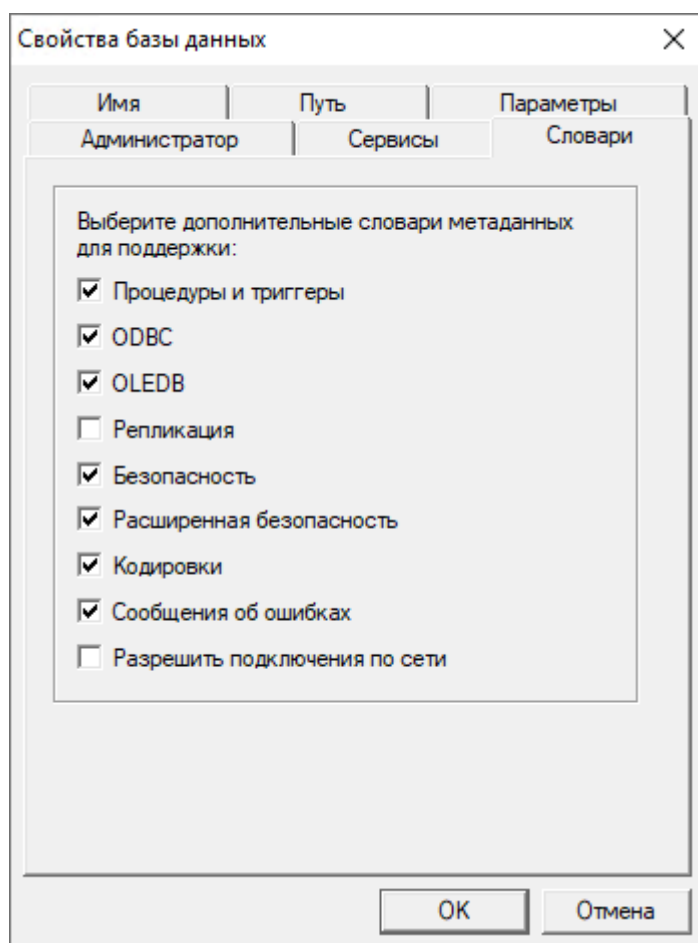 Свойства базы данных
Имя
Путь
Параметры
Администратор
Сервисы
Словари
Выберите дополнительные словари метаданных
для поддержки:
Процедуры и триггеры
ODBC
OLEDB
Репликация
Безопасность
Расширенная безопасность
Кодировки
Сообщения об ошибках
Разрешить подключения по сети
OK
Отмена